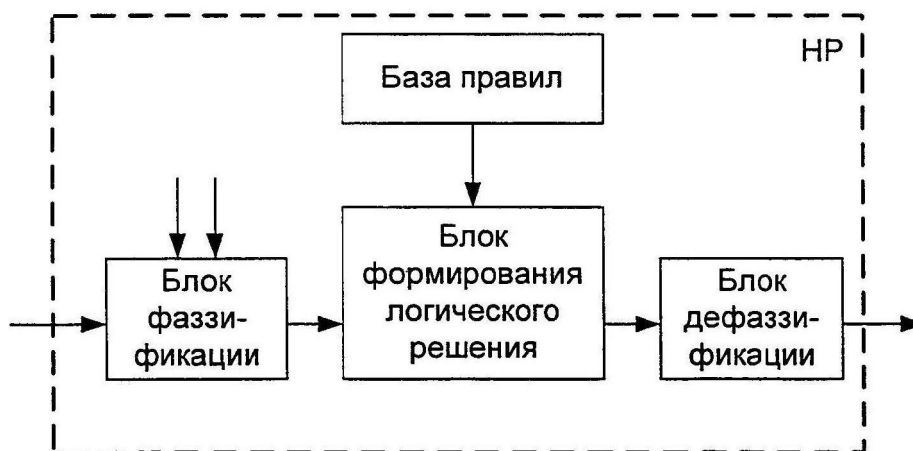 НР
База правил
Блок
фаззи-
фикации
Блок
формирования
логического
решения
Блок
дефаззи-
фикации